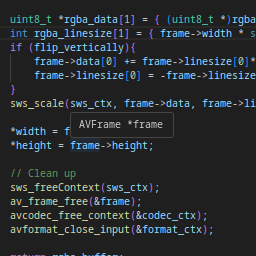 uint8_t *rgba_data[1] = { (uint8_t *)rgba
int rgba_linesize[1] = { frame->width * s
if (flip_vertically){
frame->data[0] += frame->linesize[0]*
frame->linesize[0] = -frame->linesize
}
sws_scale(sws_ctx, frame->data, frame->li
AVFrame *frame
*width = f
*height = frame->height;
// Clean up
sws_freeContext(sws_ctx);
av_frame_free(&frame);
avcodec_free_context(&codec_ctx);
avformat_close_input(&format_ctx);